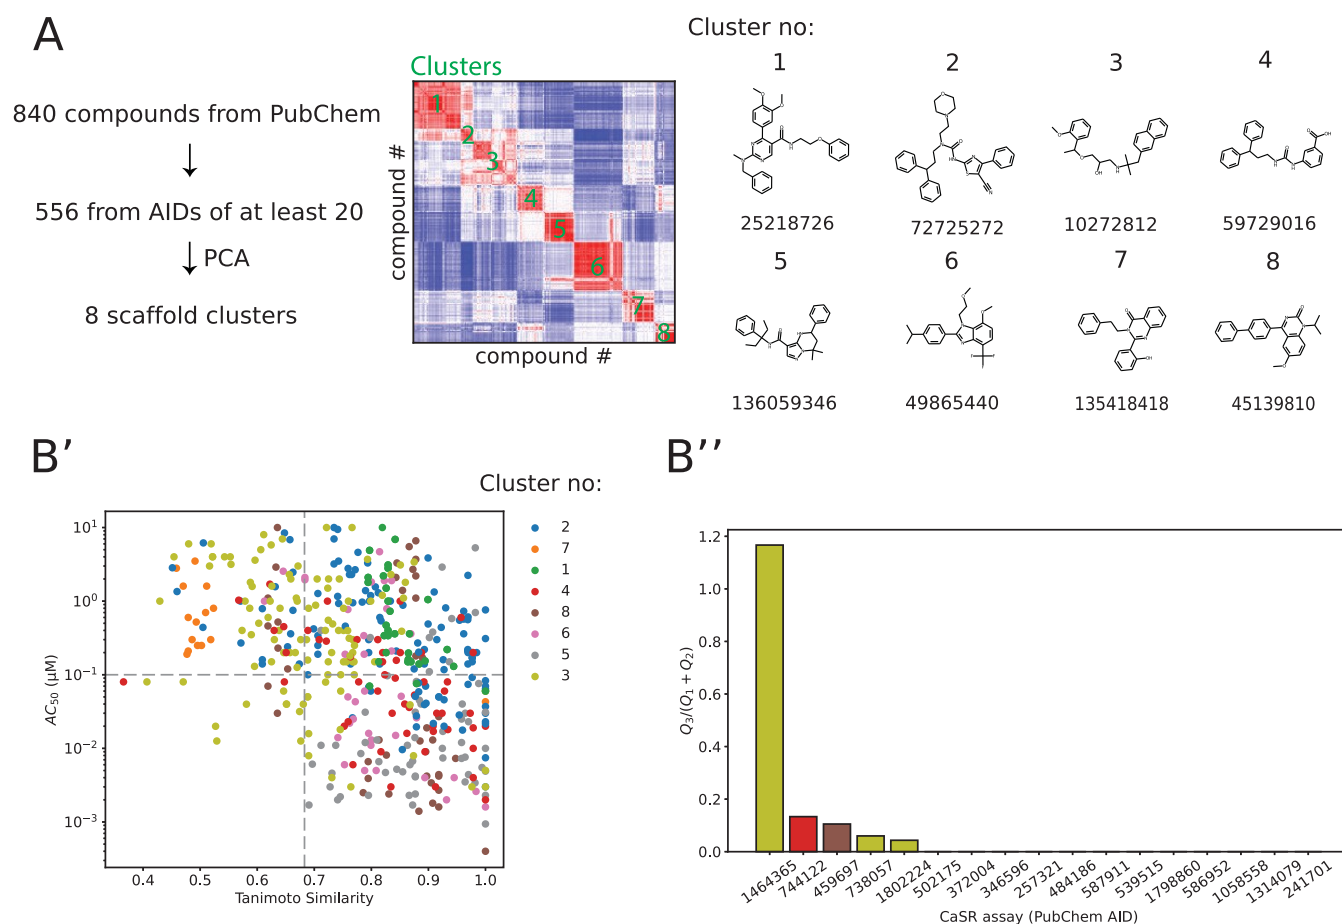 A
840 compounds from PubChem
556 from AIDs of at least 20
PCA
8 scaffold clusters
Clusters
1
2
3
4
5
6
7
8
compound #
compound #
Cluster no:
1 2 3 4
25218726 72725272 10272812 59729016
5 6 7 8
136059346 49865440 135418418 45139810
B'
Cluster no:
2
7
1
4
8
6
5
3
10^1
10^0
10^-1
10^-2
10^-3
AC50 (μM)
0.4 0.5 0.6 0.7 0.8 0.9 1.0
Tanimoto Similarity
B''
1.2
1.0
0.8
0.6
0.4
0.2
0.0
Q3/(Q1 + Q2)
1464365 744122 459697 738057 1802224 502175 372004 346596 257321 484186 587911 539515 1798860 586952 1058558 1314079 241701
CaSR assay (PubChem AID)